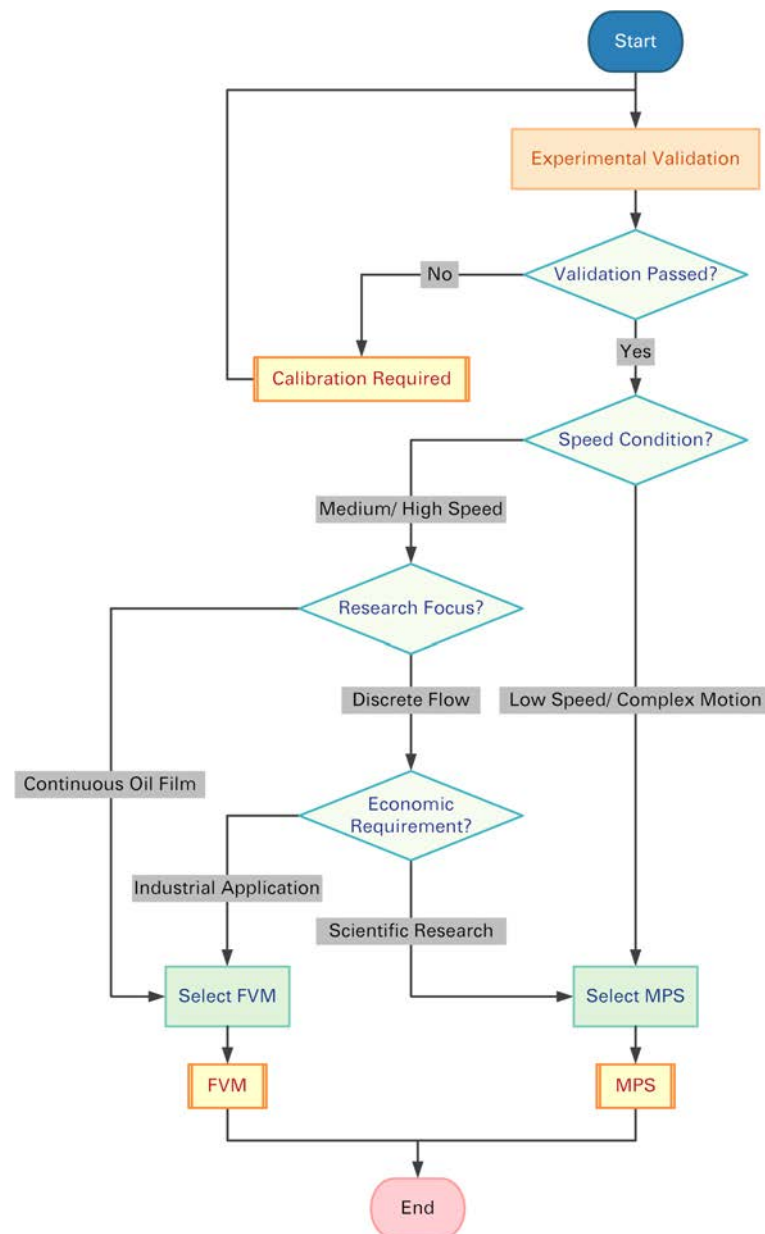 Start
Experimental Validation
Validation Passed?
No
Yes
Calibration Required
Speed Condition?
Medium/ High Speed
Research Focus?
Discrete Flow
Low Speed/ Complex Motion
Continuous Oil Film
Economic
Requirement?
Industrial Application
Scientific Research
Select FVM
Select MPS
FVM
MPS
End